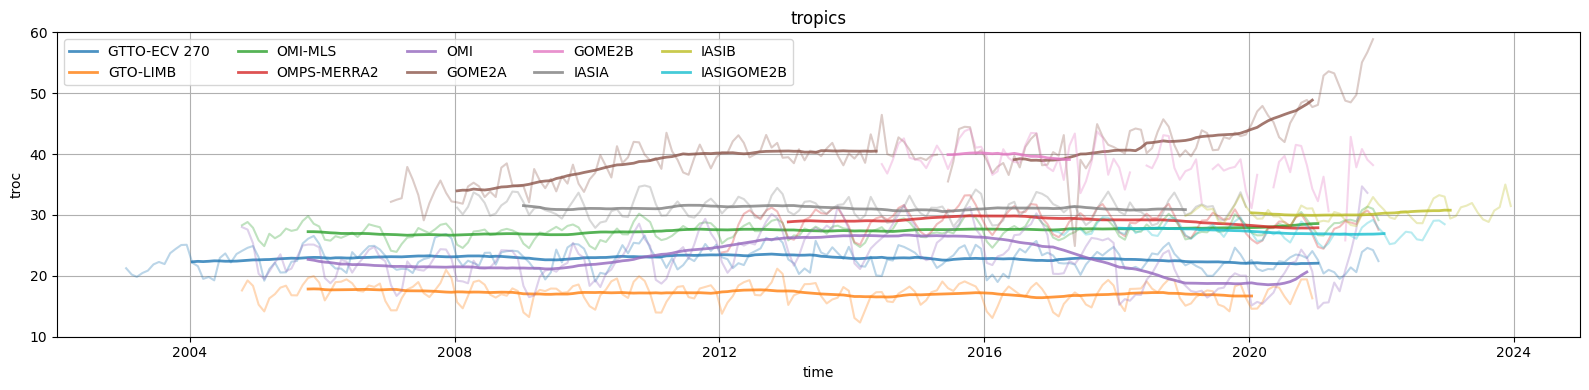 tropics
GTTO-ECV 270 OMI-MLS OMI GOME2B IASIB
GTO-LIMB OMPS-MERRA2 GOME2A IASIA IASIGOME2B
60
50
40
30
20
10
troc
2004 2008 2012 2016 2020 2024
time